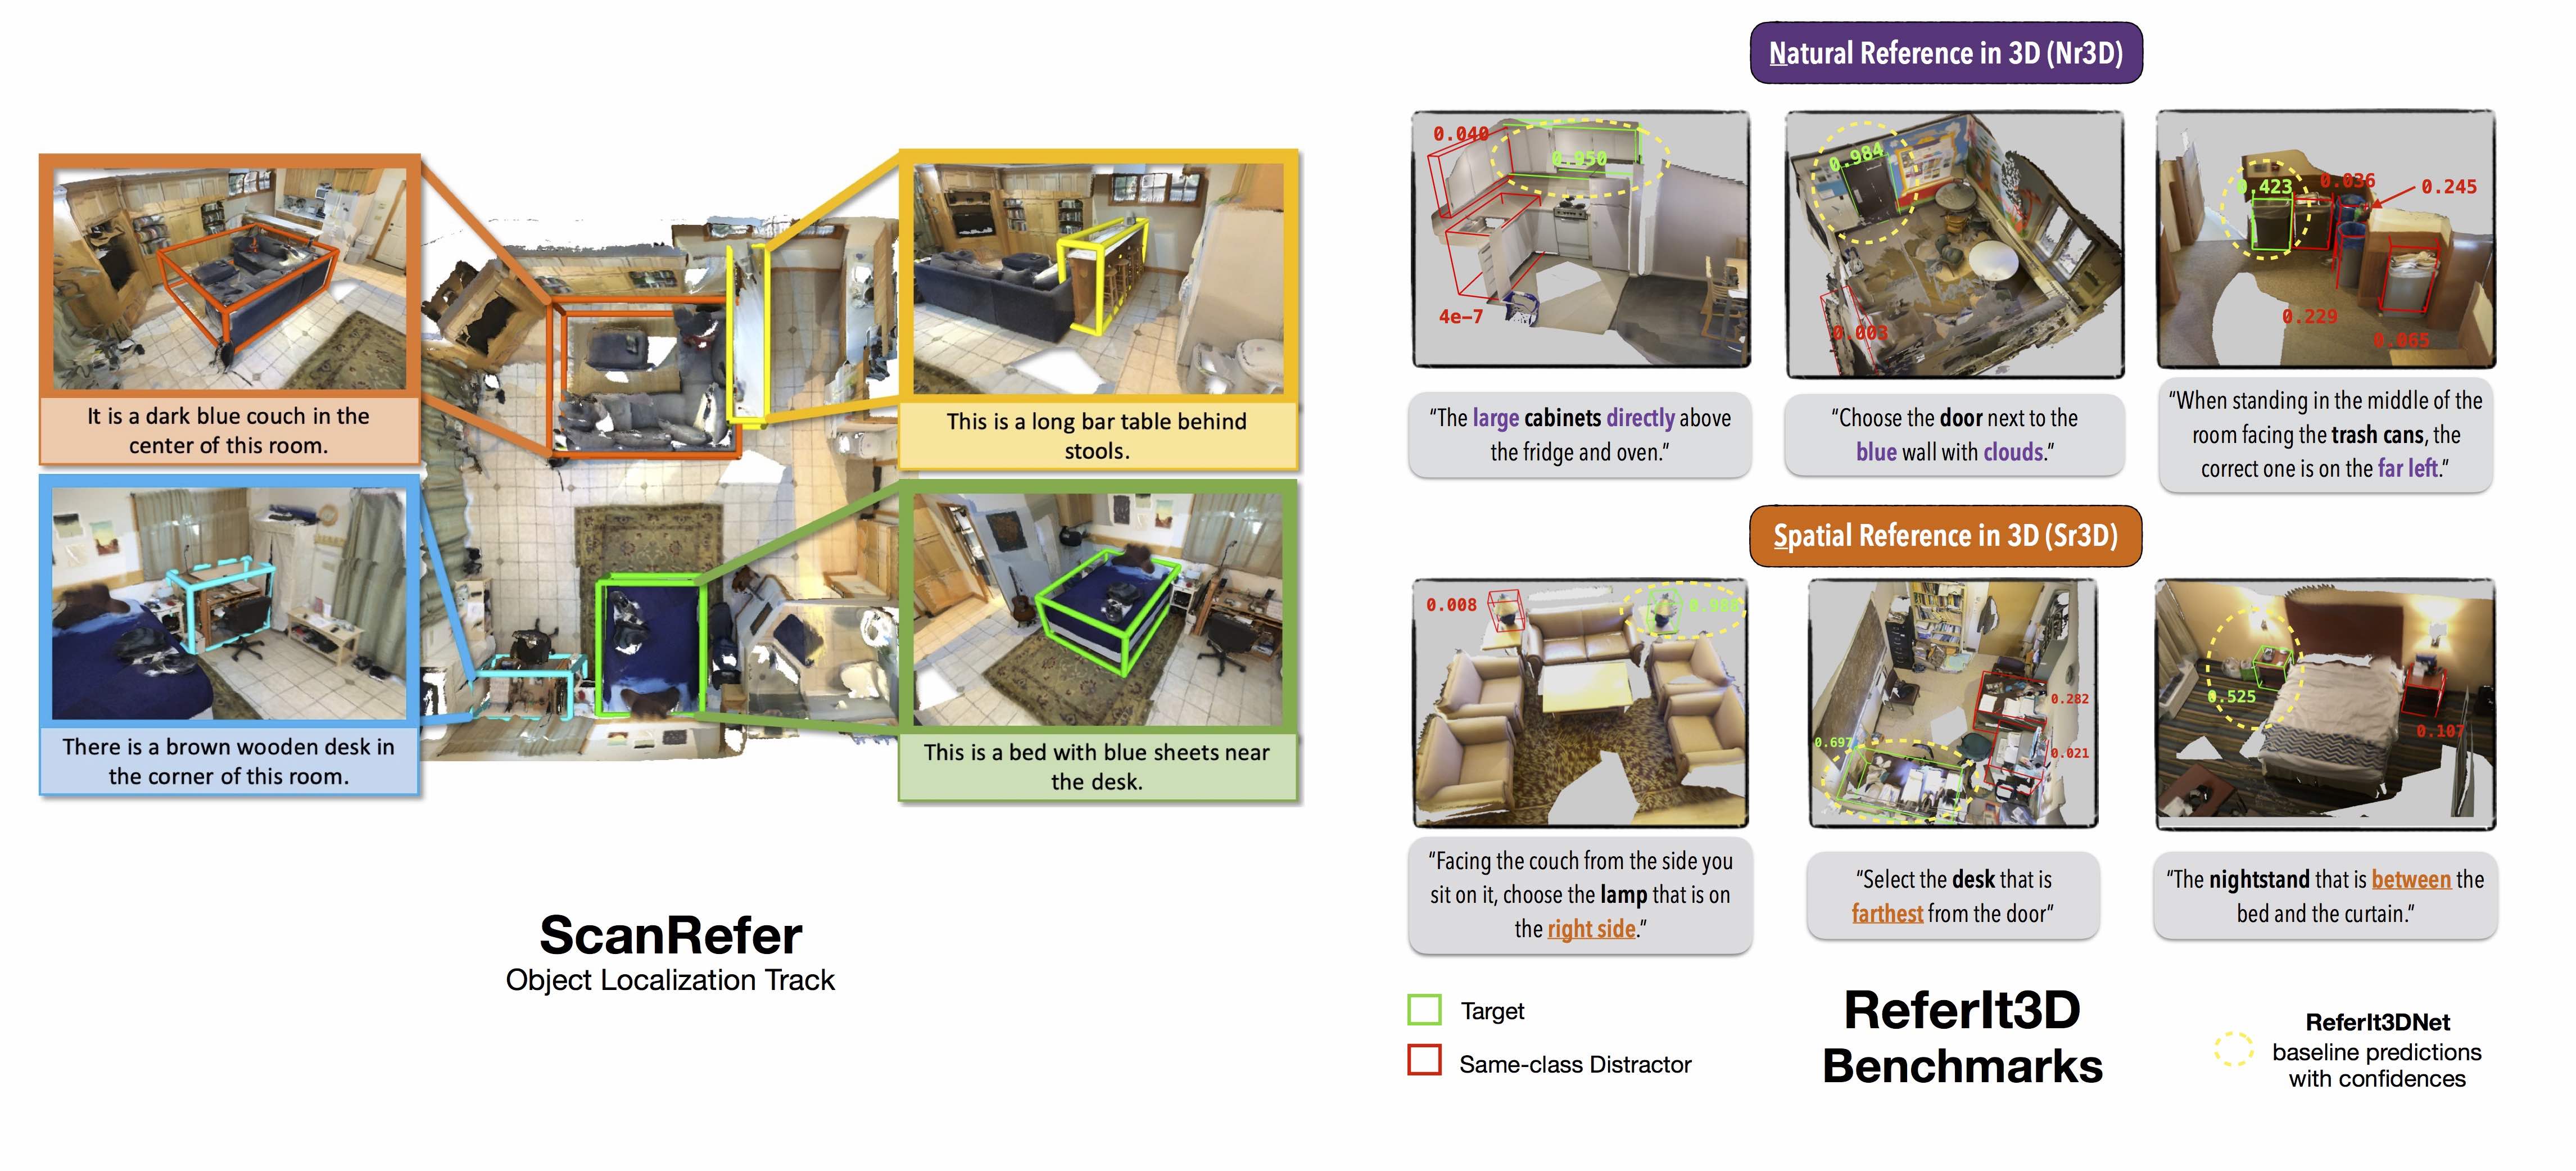 It is a dark blue couch in the
center of this room.
This is a long bar table behind
stools.
There is a brown wooden desk in
the corner of this room.
This is a bed with blue sheets near
the desk.
ScanRefer
Object Localization Track
Natural Reference in 3D (Nr3D)
0.040
0.950
4e-7
0.984
0.003
0.423
0.036
0.245
0.229
0.065
“The large cabinets directly above
the fridge and oven.”
“Choose the door next to the
blue wall with clouds.”
“When standing in the middle of the
room facing the trash cans, the
correct one is on the far left.”
Spatial Reference in 3D (Sr3D)
0.008
0.697
0.282
0.021
0.525
0.107
“Facing the couch from the side you
sit on it, choose the lamp that is on
the right side.”
“Select the desk that is
farthest from the door”
“The nightstand that is between the
bed and the curtain.”
Target
Same-class Distractor
ReferIt3D
Benchmarks
ReferIt3DNet
baseline predictions
with confidences